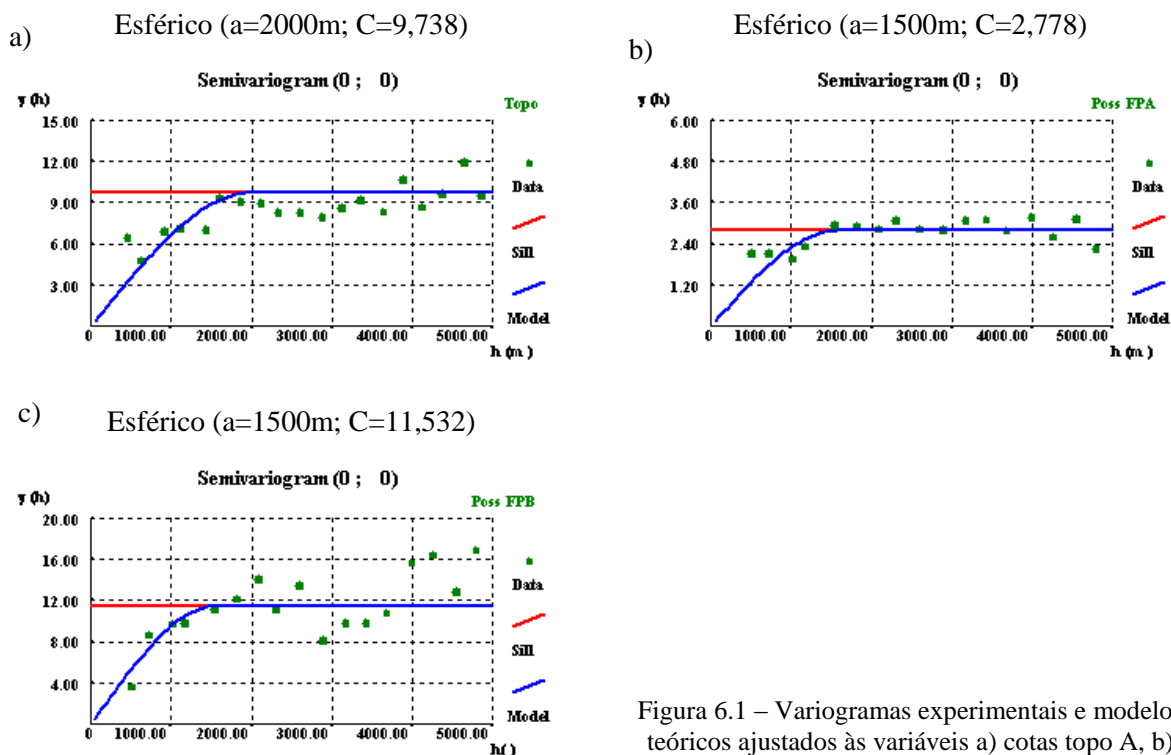 a)
Esférico (a=2000m; C=9,738)
Semivariogram (0 ; 0)
γ (h)
Topo
15.00
12.00
9.00
6.00
3.00
0 1000.00 2000.00 3000.00 4000.00 5000.00
h (m )
Data
Sill
Model
b)
Esférico (a=1500m; C=2,778)
Semivariogram (0 ; 0)
γ (h)
Poss FPA
6.00
4.80
3.60
2.40
1.20
0 1000.00 2000.00 3000.00 4000.00 5000.00
h (m )
Data
Sill
Model
c)
Esférico (a=1500m; C=11,532)
Semivariogram (0 ; 0)
γ (h)
Poss FPB
20.00
16.00
12.00
8.00
4.00
0 1000.00 2000.00 3000.00 4000.00 5000.00
h( )
Data
Sill
Model
Figura 6.1 – Variogramas experimentais e modelo
teóricos ajustados às variáveis a) cotas topo A, b)